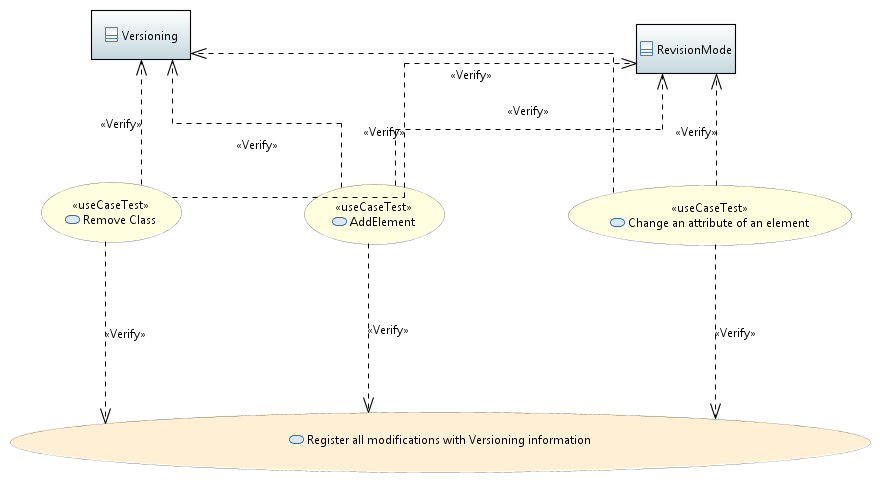 Versioning
RevisionMode
«Verify»
«Verify»
«Verify»
«Verify»
«Verify»
«Verify»
«useCaseTest»
Remove Class
«useCaseTest»
AddElement
«useCaseTest»
Change an attribute of an element
«Verify»
«Verify»
«Verify»
Register all modifications with Versioning information